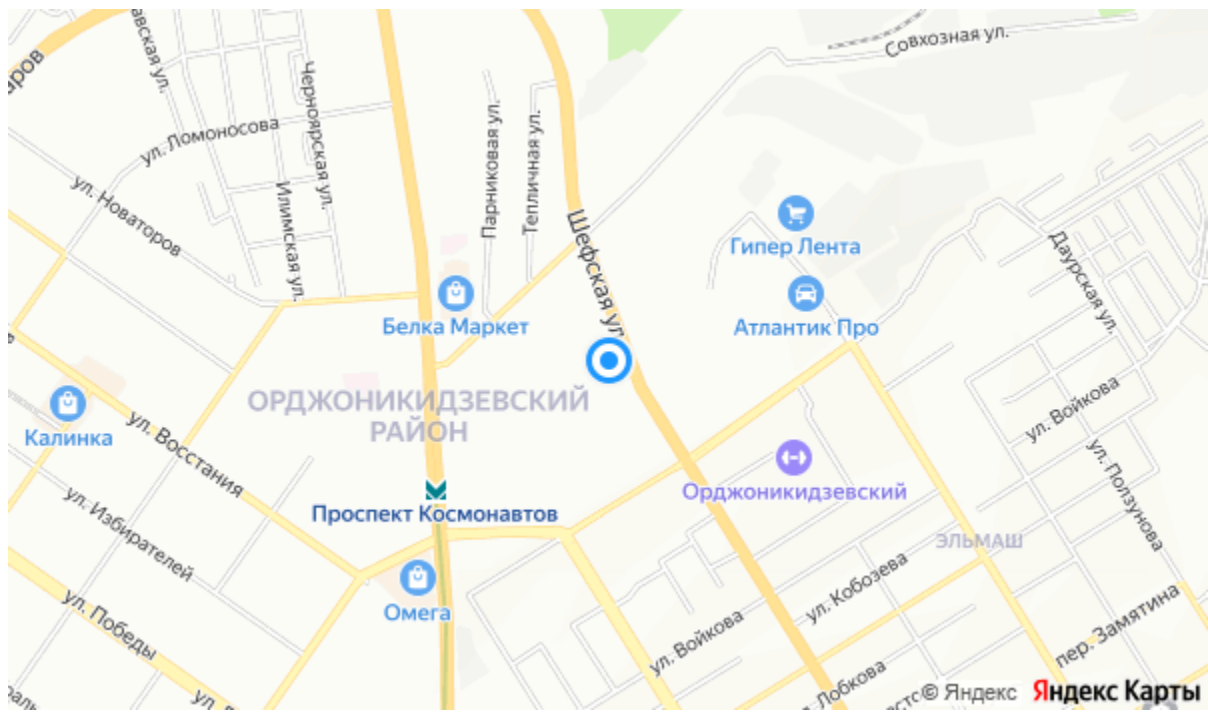 Совхозная ул.
Черноярская ул.
ул. Ломоносова
Парниковая ул.
Тепличная ул.
ул. Новаторов
Илимская ул.
Шефская ул.
Гипер Лента
Даурская ул.
Белка Маркет
Атлантик Про
ОРДЖОНИКИДЗЕВСКИЙ
РАЙОН
Калинка
ул. Восстания
ул. Войкова
ул. Ползунова
Орджоникидзевский
ул. Избирателей
Проспект Космонавтов
ЭЛЬМАШ
Омега
ул. Кобозева
ул. Победы
ул. Войкова
пер. Замятина
ул. Лобкова
© Яндекс Яндекс Карты